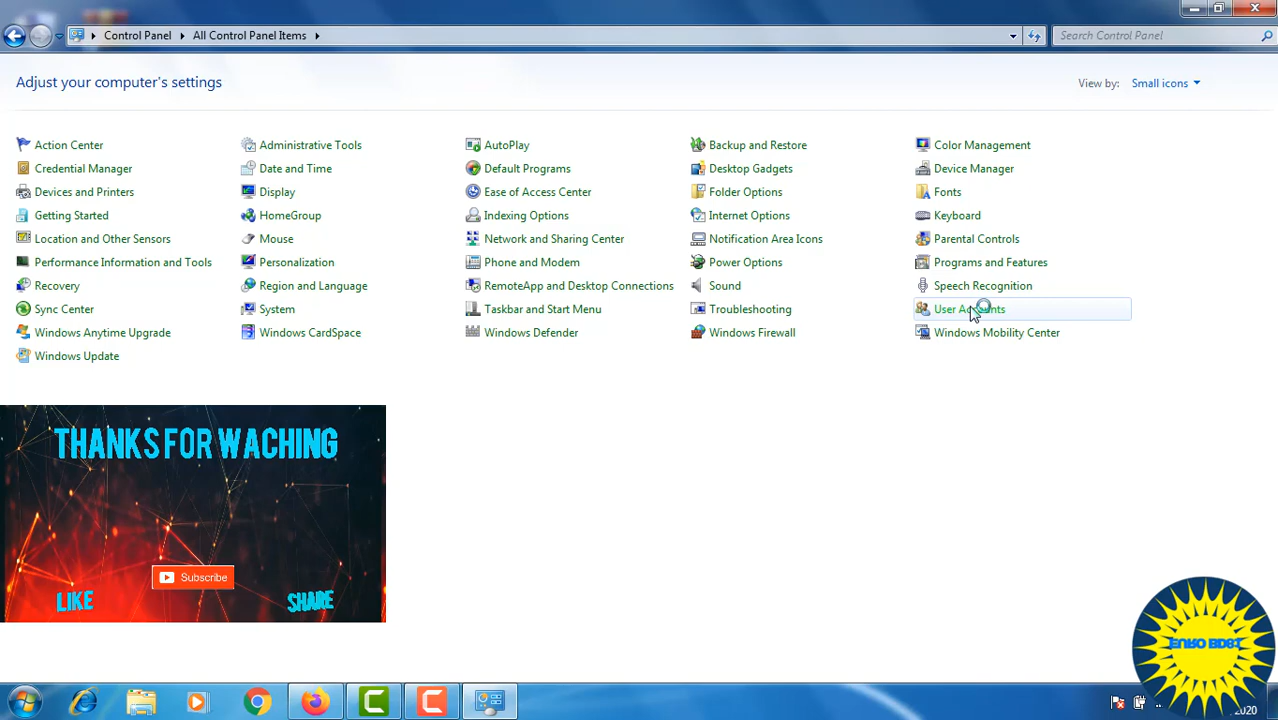 Control Panel All Control Panel Items
Search Control Panel
Adjust your computer's settings
View by: Small icons
Action Center Administrative Tools AutoPlay Backup and Restore Color Management
Credential Manager Date and Time Default Programs Desktop Gadgets Device Manager
Devices and Printers Display Ease of Access Center Folder Options Fonts
Getting Started HomeGroup Indexing Options Internet Options Keyboard
Location and Other Sensors Mouse Network and Sharing Center Notification Area Icons Parental Controls
Performance Information and Tools Personalization Phone and Modem Power Options Programs and Features
Recovery Region and Language RemoteApp and Desktop Connections Sound Speech Recognition
Sync Center System Taskbar and Start Menu Troubleshooting User Accounts
Windows Anytime Upgrade Windows CardSpace Windows Defender Windows Firewall Windows Mobility Center
Windows Update
THANKS FOR WACHING
Subscribe
LIKE SHARE
EURO BD61
2020